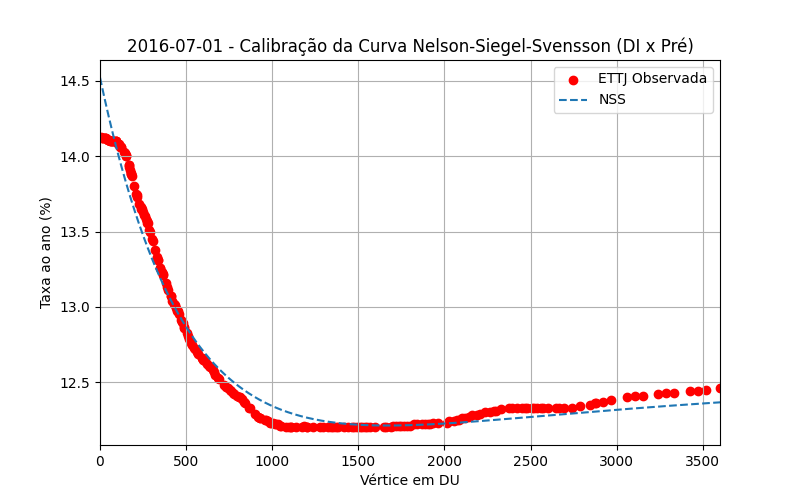 2016-07-01 - Calibração da Curva Nelson-Siegel-Svensson (DI x Pré)
ETTJ Observada
NSS
Taxa ao ano (%)
14.5
14.0
13.5
13.0
12.5
0 500 1000 1500 2000 2500 3000 3500
Vértice em DU